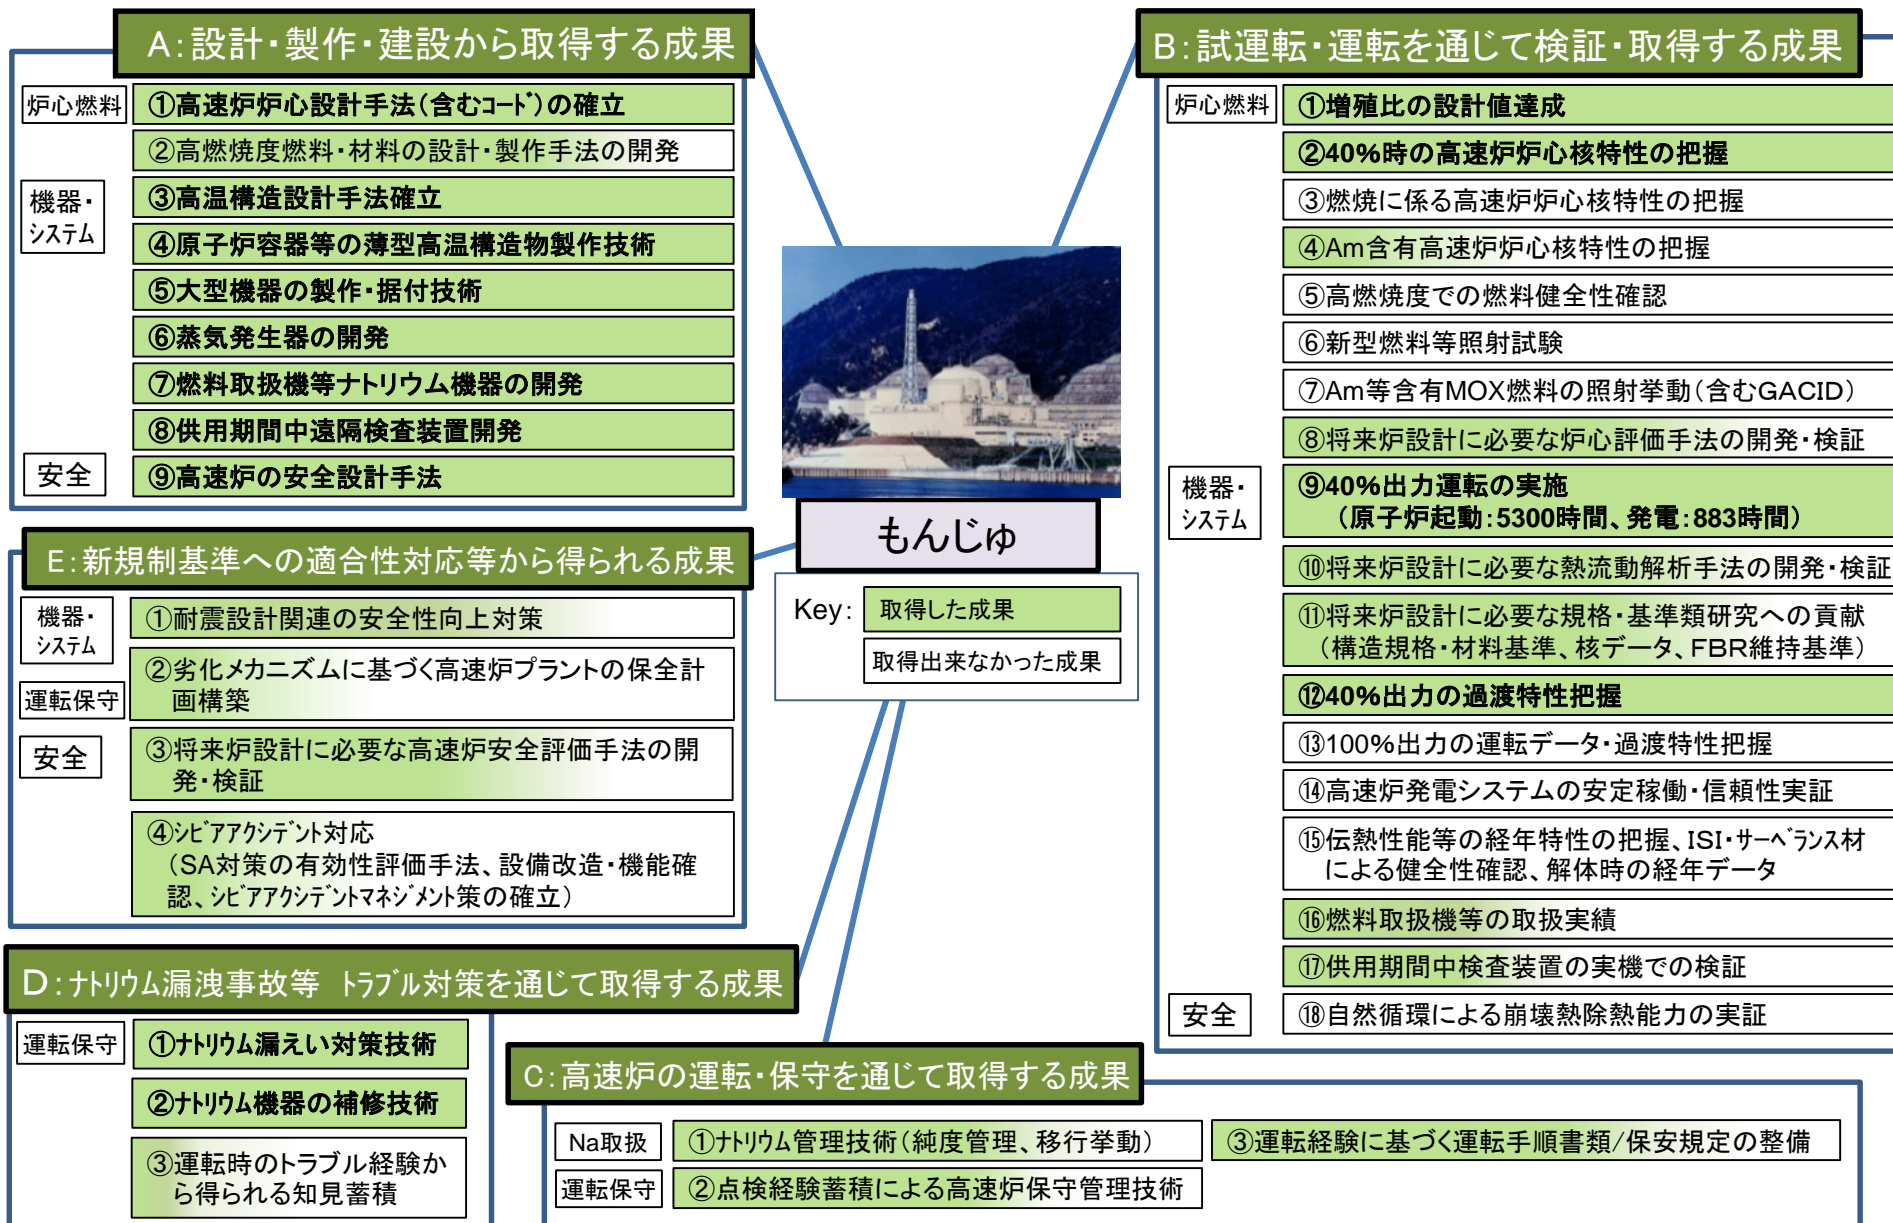 A:設計・製作・建設から取得する成果
炉心燃料
①高速炉炉心設計手法(含むｺｰﾄﾞ)の確立
②高燃焼度燃料・材料の設計・製作手法の開発
機器・
ｼｽﾃﾑ
③高温構造設計手法確立
④原子炉容器等の薄型高温構造物製作技術
⑤大型機器の製作・据付技術
⑥蒸気発生器の開発
⑦燃料取扱機等ナトリウム機器の開発
⑧供用期間中遠隔検査装置開発
安全
⑨高速炉の安全設計手法
B:試運転・運転を通じて検証・取得する成果
炉心燃料
①増殖比の設計値達成
②40%時の高速炉炉心核特性の把握
③燃焼に係る高速炉炉心核特性の把握
④Am含有高速炉炉心核特性の把握
⑤高燃焼度での燃料健全性確認
⑥新型燃料等照射試験
⑦Am等含有MOX燃料の照射挙動(含むGACID)
⑧将来炉設計に必要な炉心評価手法の開発・検証
機器・
ｼｽﾃﾑ
⑨40%出力運転の実施
(原子炉起動:5300時間、発電:883時間)
⑩将来炉設計に必要な熱流動解析手法の開発・検証
⑪将来炉設計に必要な規格・基準類研究への貢献
(構造規格・材料基準、核データ、FBR維持基準)
⑫40%出力の過渡特性把握
⑬100%出力の運転データ・過渡特性把握
⑭高速炉発電システムの安定稼働・信頼性実証
⑮伝熱性能等の経年特性の把握、ISI・ｻｰﾍﾞﾗﾝｽ材
による健全性確認、解体時の経年データ
⑯燃料取扱機等の取扱実績
⑰供用期間中検査装置の実機での検証
安全
⑱自然循環による崩壊熱除熱能力の実証
もんじゅ
Key:
取得した成果
取得出来なかった成果
E:新規制基準への適合性対応等から得られる成果
機器・
ｼｽﾃﾑ
①耐震設計関連の安全性向上対策
運転保守
②劣化メカニズムに基づく高速炉プラントの保全計
画構築
安全
③将来炉設計に必要な高速炉安全評価手法の開
発・検証
④ｼﾋﾞｱｱｸｼﾃﾞﾝﾄ対応
(SA対策の有効性評価手法、設備改造・機能確
認、ｼﾋﾞｱｱｸｼﾃﾞﾝﾄﾏﾈｼﾞﾒﾝﾄ策の確立)
D:ﾅﾄﾘｳﾑ漏洩事故等　ﾄﾗﾌﾞﾙ対策を通じて取得する成果
運転保守
①ﾅﾄﾘｳﾑ漏えい対策技術
②ﾅﾄﾘｳﾑ機器の補修技術
③運転時のトラブル経験か
ら得られる知見蓄積
C:高速炉の運転・保守を通じて取得する成果
Na取扱
①ﾅﾄﾘｳﾑ管理技術(純度管理、移行挙動)
③運転経験に基づく運転手順書類/保安規定の整備
運転保守
②点検経験蓄積による高速炉保守管理技術